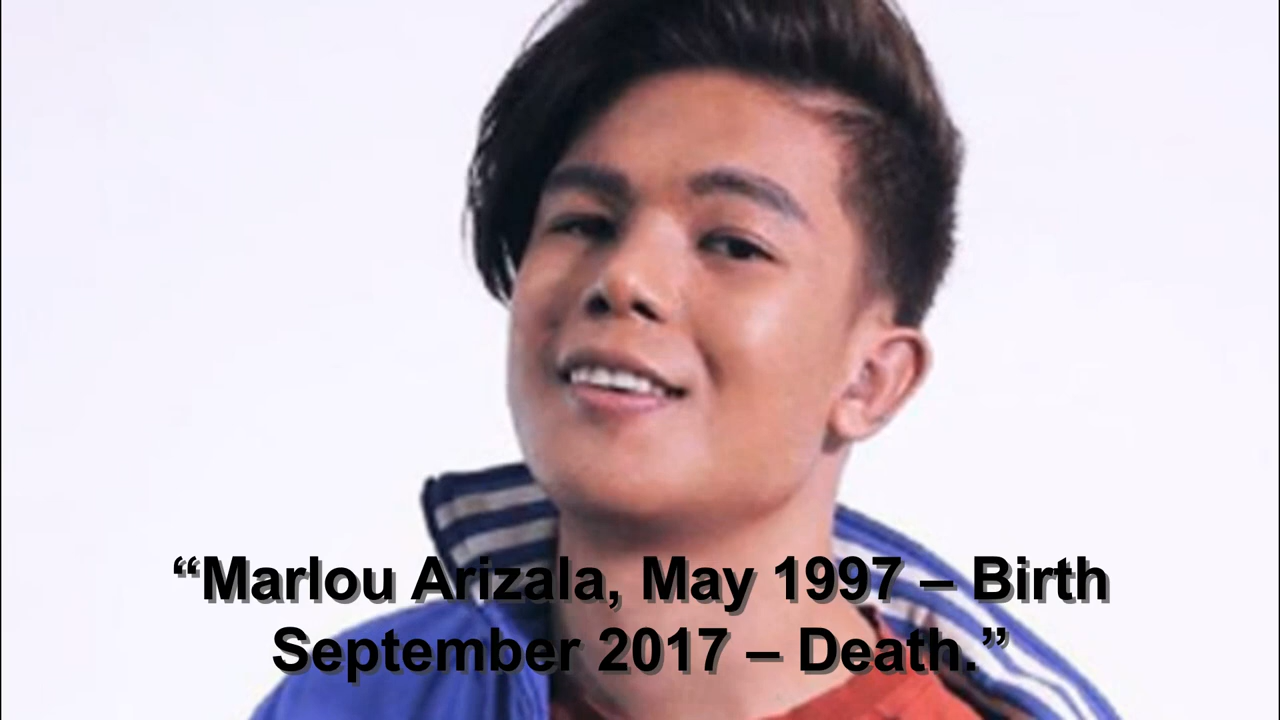 “Marlou Arizala, May 1997 – Birth
September 2017 – Death.”